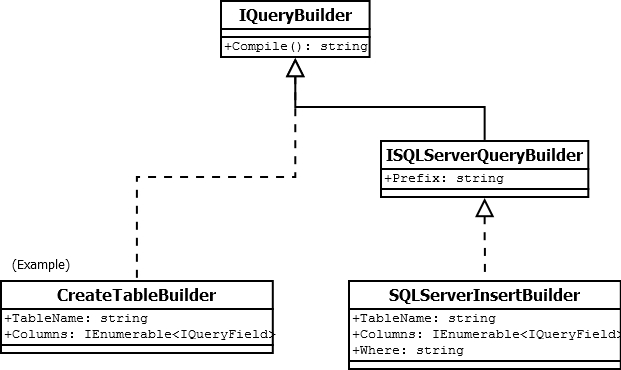 IQueryBuilder
+Compile(): string
ISQLServerQueryBuilder
+Prefix: string
(Example)
CreateTableBuilder
+TableName: string
+Columns: IEnumerable<IQueryField>
SQLServerInsertBuilder
+TableName: string
+Columns: IEnumerable<IQueryField>
+Where: string